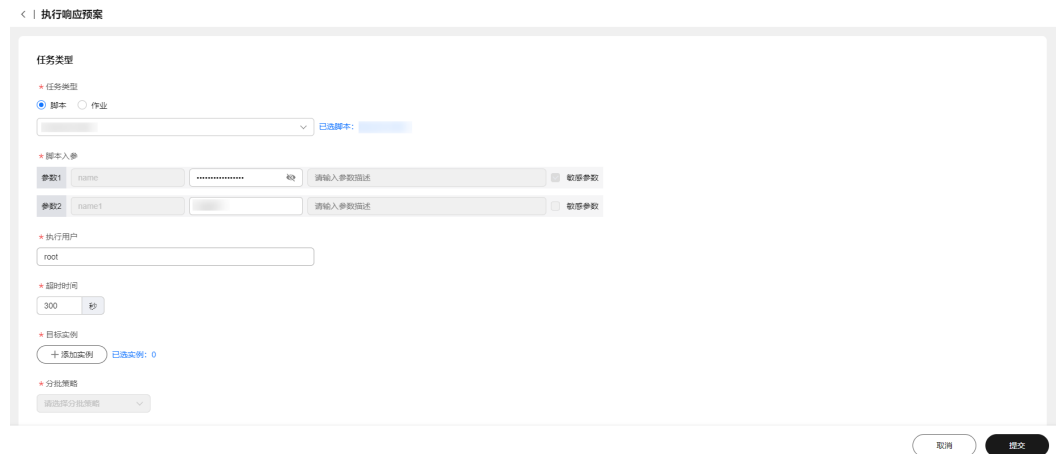 执行响应预案
任务类型
* 任务类型
脚本 作业
已选脚本：
* 脚本入参
参数1 name •••••••••••••••• 请输入参数描述 敏感参数
参数2 name1 请输入参数描述 敏感参数
* 执行用户
root
* 超时时间
300 秒
* 目标实例
+ 添加实例 已选实例：0
* 分批策略
请选择分批策略
取消 提交